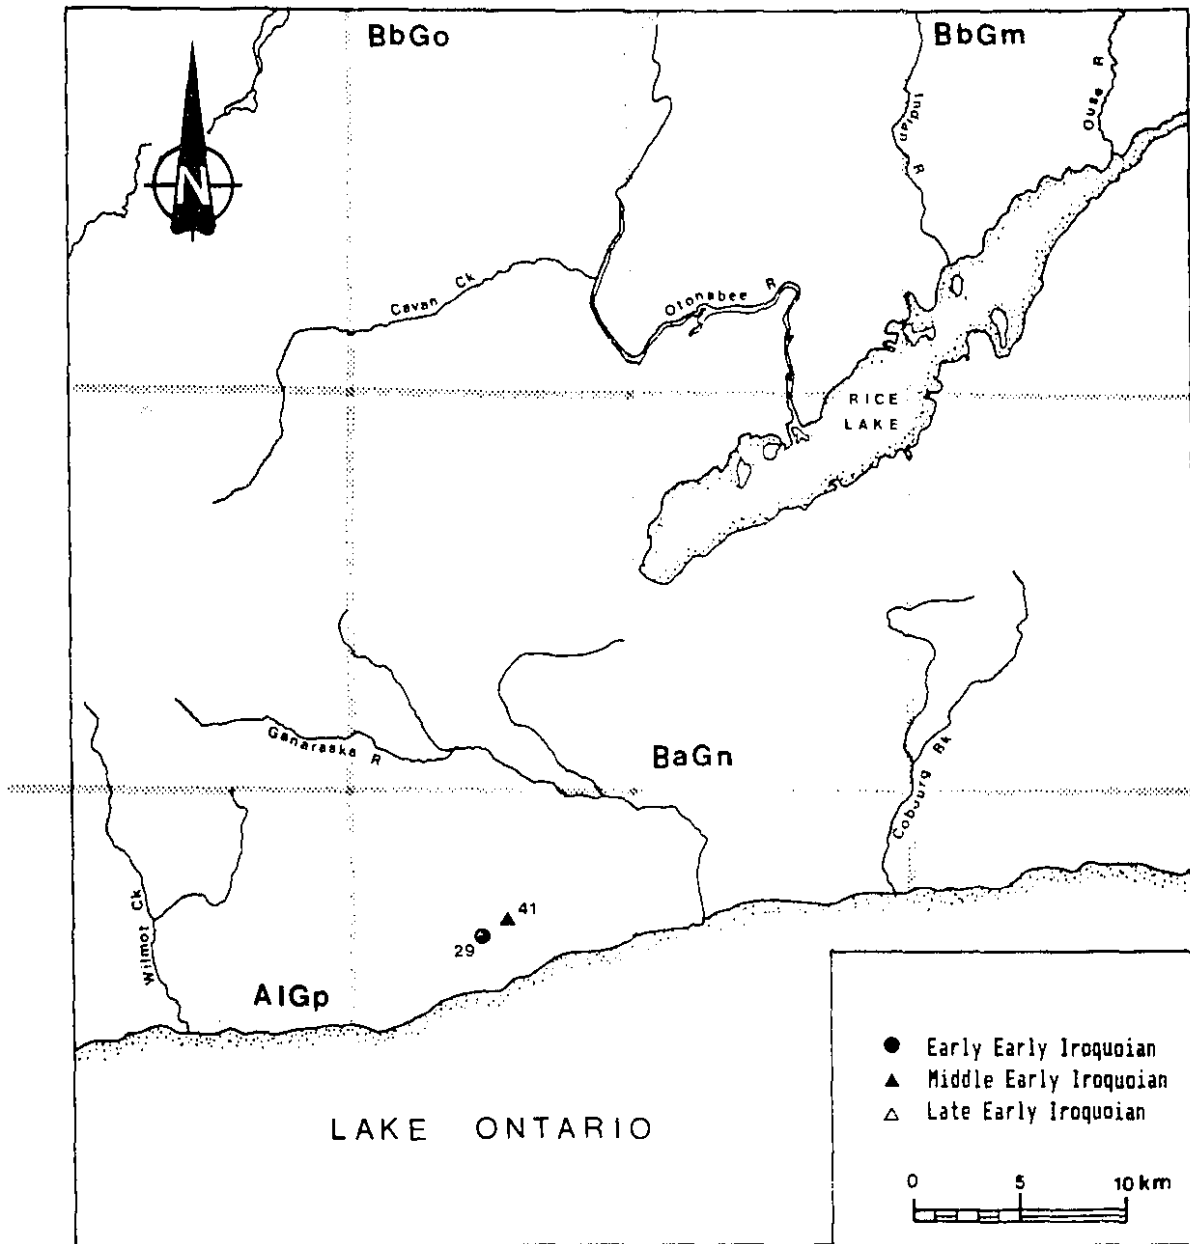 BbGo
BbGm
N
Indian R
Ouse R
Cavan Ck
Otonabee R
RICE
LAKE
Ganaraska R
BaGn
Cobourg Bk
Wilmot Ck
41
29
AlGp
Early Early Iroquoian
Middle Early Iroquoian
Late Early Iroquoian
LAKE ONTARIO
0 5 10 km